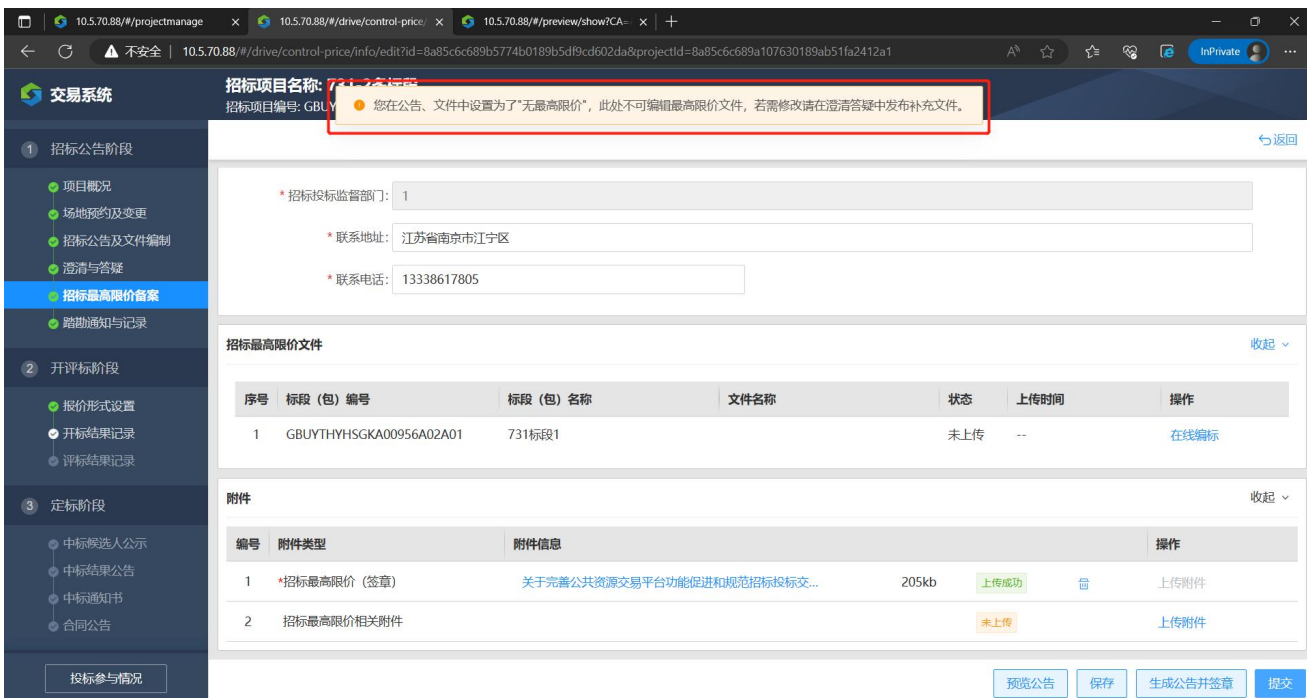 10.5.70.88/#/projectmanage
10.5.70.88/#/drive/control-price/
10.5.70.88/#/preview/show?CA=
不安全 | 10.5.70.88/#/drive/control-price/info/edit?id=8a85c6c689b5774b0189b5df9cd602da&projectId=8a85c6c689a107630189ab51fa2412a1
InPrivate
交易系统
招标项目名称: 731-2多标段
招标项目编号: GBUY
您在公告、文件中设置为了"无最高限价"，此处不可编辑最高限价文件，若需修改请在澄清答疑中发布补充文件。
返回
1 招标公告阶段
项目概况
场地预约及变更
招标公告及文件编制
澄清与答疑
招标最高限价备案
踏勘通知与记录
2 开评标阶段
报价形式设置
开标结果记录
评标结果记录
3 定标阶段
中标候选人公示
中标结果公告
中标通知书
合同公告
投标参与情况
* 招标投标监督部门: 1
* 联系地址: 江苏省南京市江宁区
* 联系电话: 13338617805
招标最高限价文件 收起
序号 标段（包）编号 标段（包）名称 文件名称 状态 上传时间 操作
1 GBUYTHYHSGKA00956A02A01 731标段1 未上传 -- 在线编标
附件 收起
编号 附件类型 附件信息 操作
1 *招标最高限价（签章） 关于完善公共资源交易平台功能促进和规范招标投标交... 205kb 上传成功 上传附件
2 招标最高限价相关附件 未上传 上传附件
预览公告 保存 生成公告并签章 提交